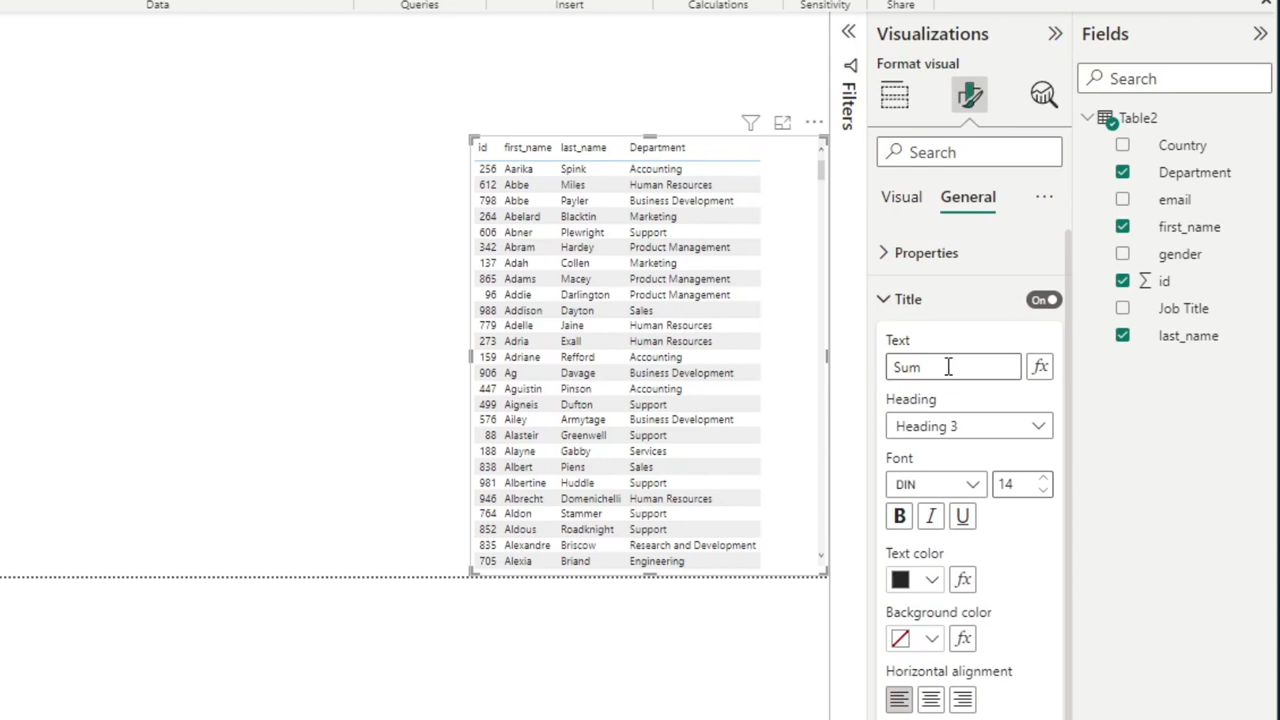 Data Queries Insert Calculations Sensitivity Share
Visualizations
Format visual
Search
Visual General
Properties
Title On
Text
Sum
Heading
Heading 3
Font
DIN 14
B I U
Text color
fx
Background color
fx
Horizontal alignment
Filters
Fields
Search
Table2
Country
Department
email
first_name
gender
id
Job Title
last_name
id first_name last_name Department
256 Aarika Spink Accounting
612 Abbe Miles Human Resources
798 Abbe Payler Business Development
264 Abelard Blacktin Marketing
606 Abner Plewright Support
342 Abram Hardey Product Management
137 Adah Collen Marketing
865 Adams Macey Product Management
96 Addie Darlington Product Management
988 Addison Dayton Sales
779 Adelle Jaine Human Resources
273 Adria Exall Human Resources
159 Adriane Refford Accounting
906 Ag Davage Business Development
447 Aguistin Pinson Accounting
499 Aigneis Dufton Support
576 Ailey Armytage Business Development
88 Alasteir Greenwell Support
188 Alayne Gabby Services
838 Albert Piens Sales
981 Albertine Huddle Support
946 Albrecht Domenichelli Human Resources
764 Aldon Stammer Support
852 Aldous Roadknight Support
835 Alexandre Briscow Research and Development
705 Alexia Briand Engineering
fx